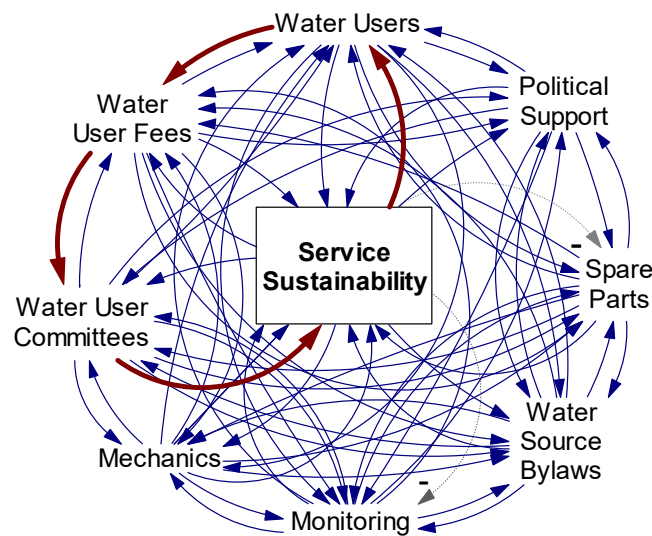 Water Users
Political
Support
Water
User Fees
Service
Sustainability
-
Spare
Parts
Water User
Committees
Water
Source
Bylaws
Mechanics
-
Monitoring